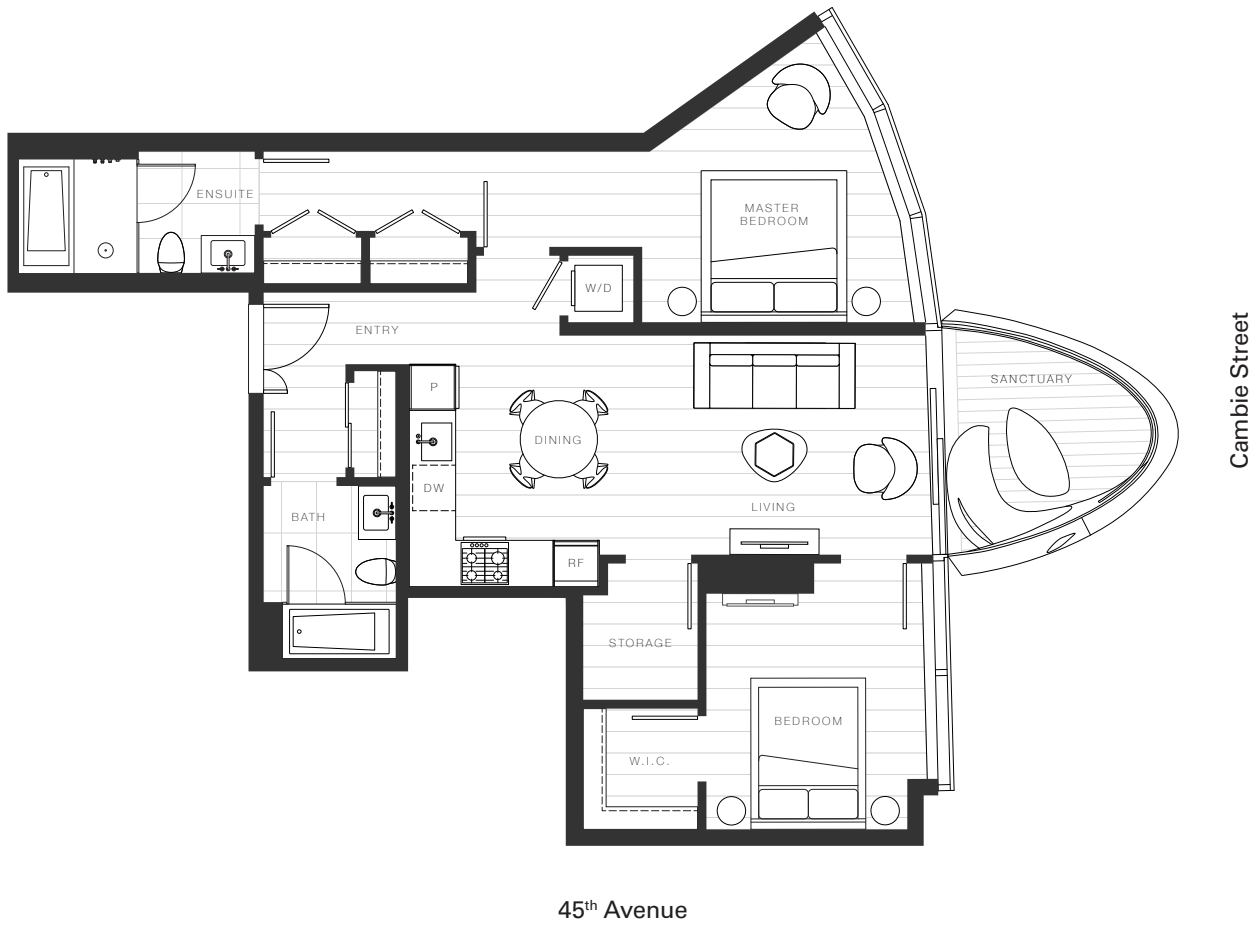 ENSUITE
MASTER
BEDROOM
W/D
ENTRY
SANCTUARY
P
DINING
DW
LIVING
BATH
RF
STORAGE
BEDROOM
W.I.C.
Cambie Street
45th Avenue